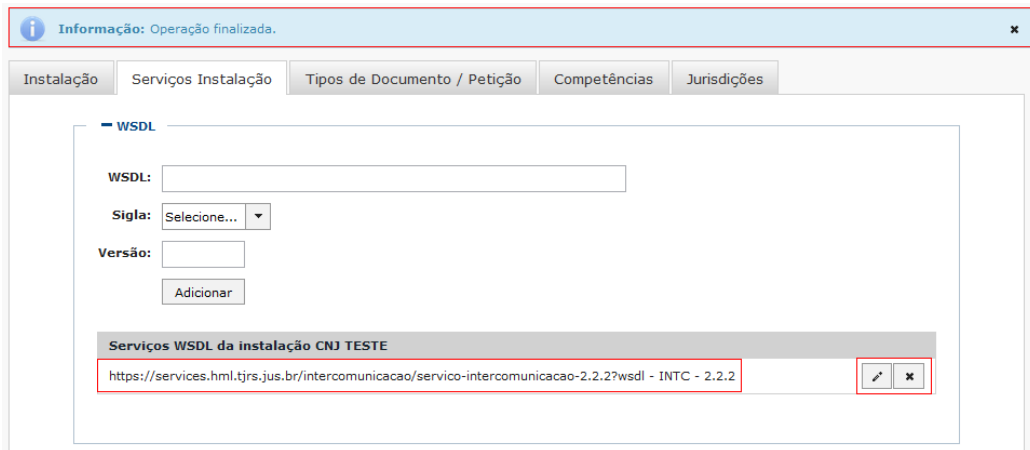 Informação: Operação finalizada.
Instalação Serviços Instalação Tipos de Documento / Petição Competências Jurisdições
WSDL
WSDL:
Sigla: Selecione...
Versão:
Adicionar
Serviços WSDL da instalação CNJ TESTE
https://services.hml.tjrs.jus.br/intercomunicacao/servico-intercomunicacao-2.2.2?wsdl - INTC - 2.2.2